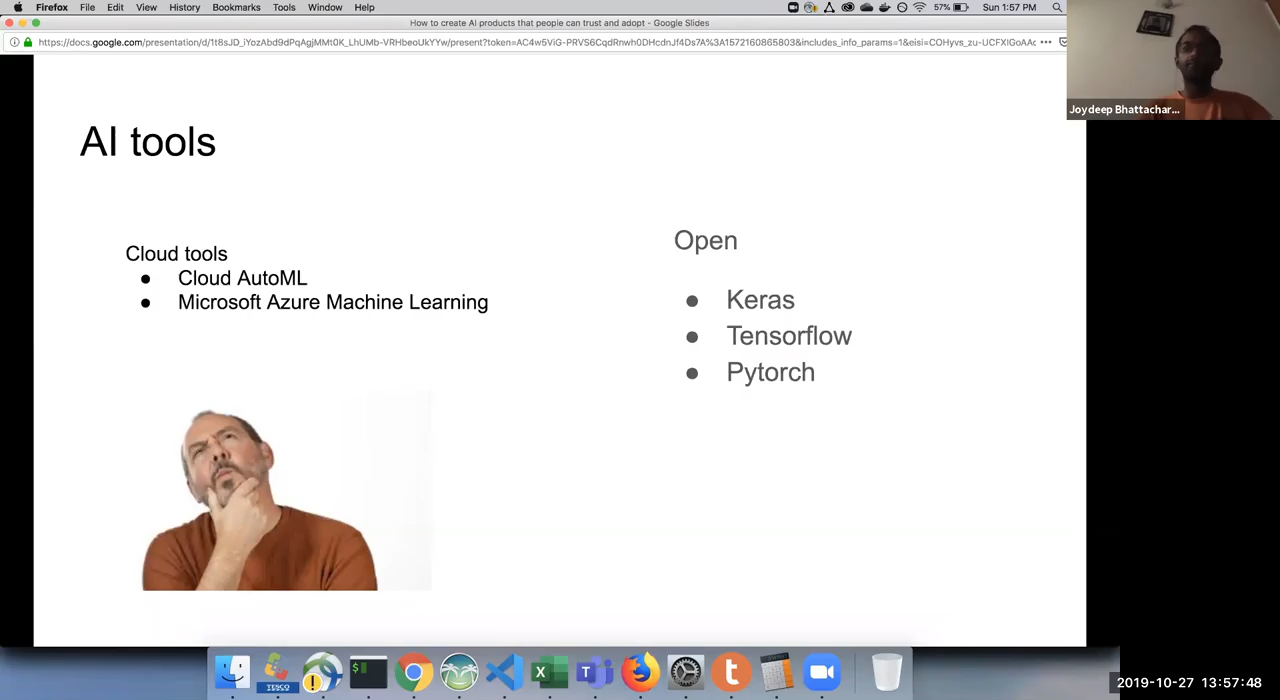 Firefox File Edit View History Bookmarks Tools Window Help 57% Sun 1:57 PM
How to create AI products that people can trust and adopt - Google Slides
Joydeep Bhattachar...
AI tools
Cloud tools
● Cloud AutoML
● Microsoft Azure Machine Learning
Open
● Keras
● Tensorflow
● Pytorch
2019-10-27 13:57:48